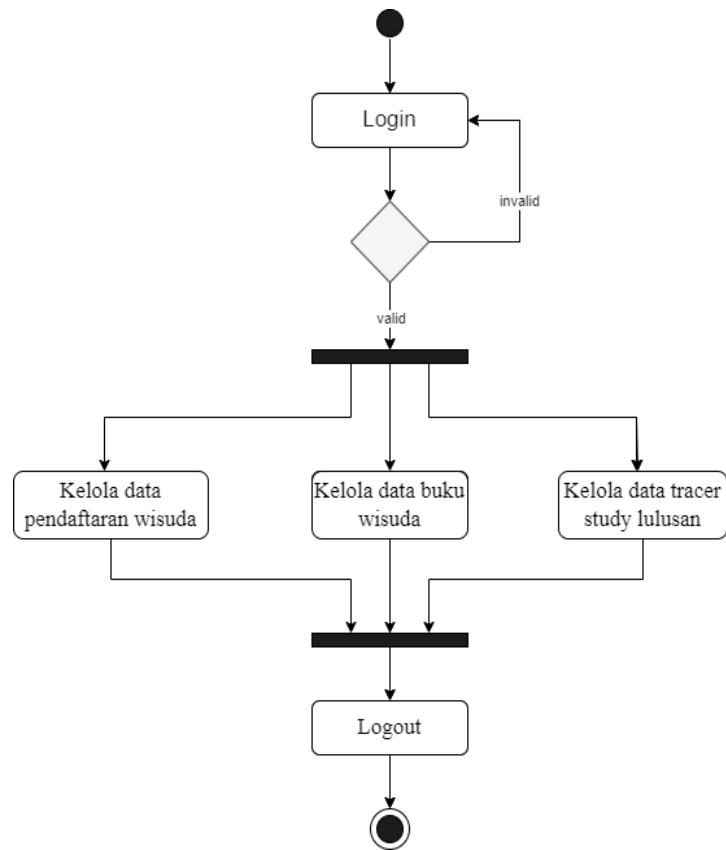 Login
invalid
valid
Kelola data
pendaftaran wisuda
Kelola data buku
wisuda
Kelola data tracer
study lulusan
Logout